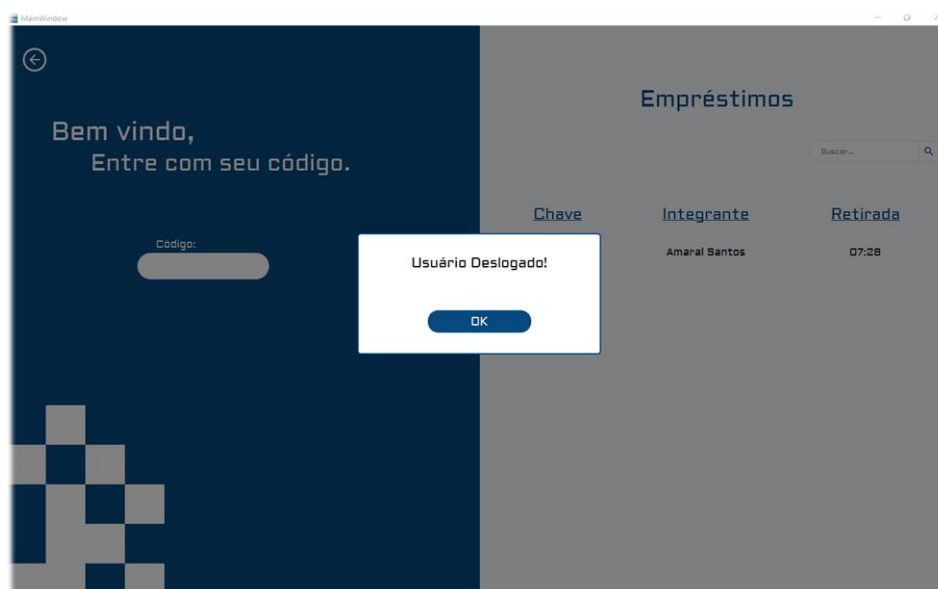 MainWindow
Bem vindo,
Entre com seu código.
Código:
Empréstimos
Buscar...
Chave Integrante Retirada
Amaral Santos 07:28
Usuário Deslogado!
OK